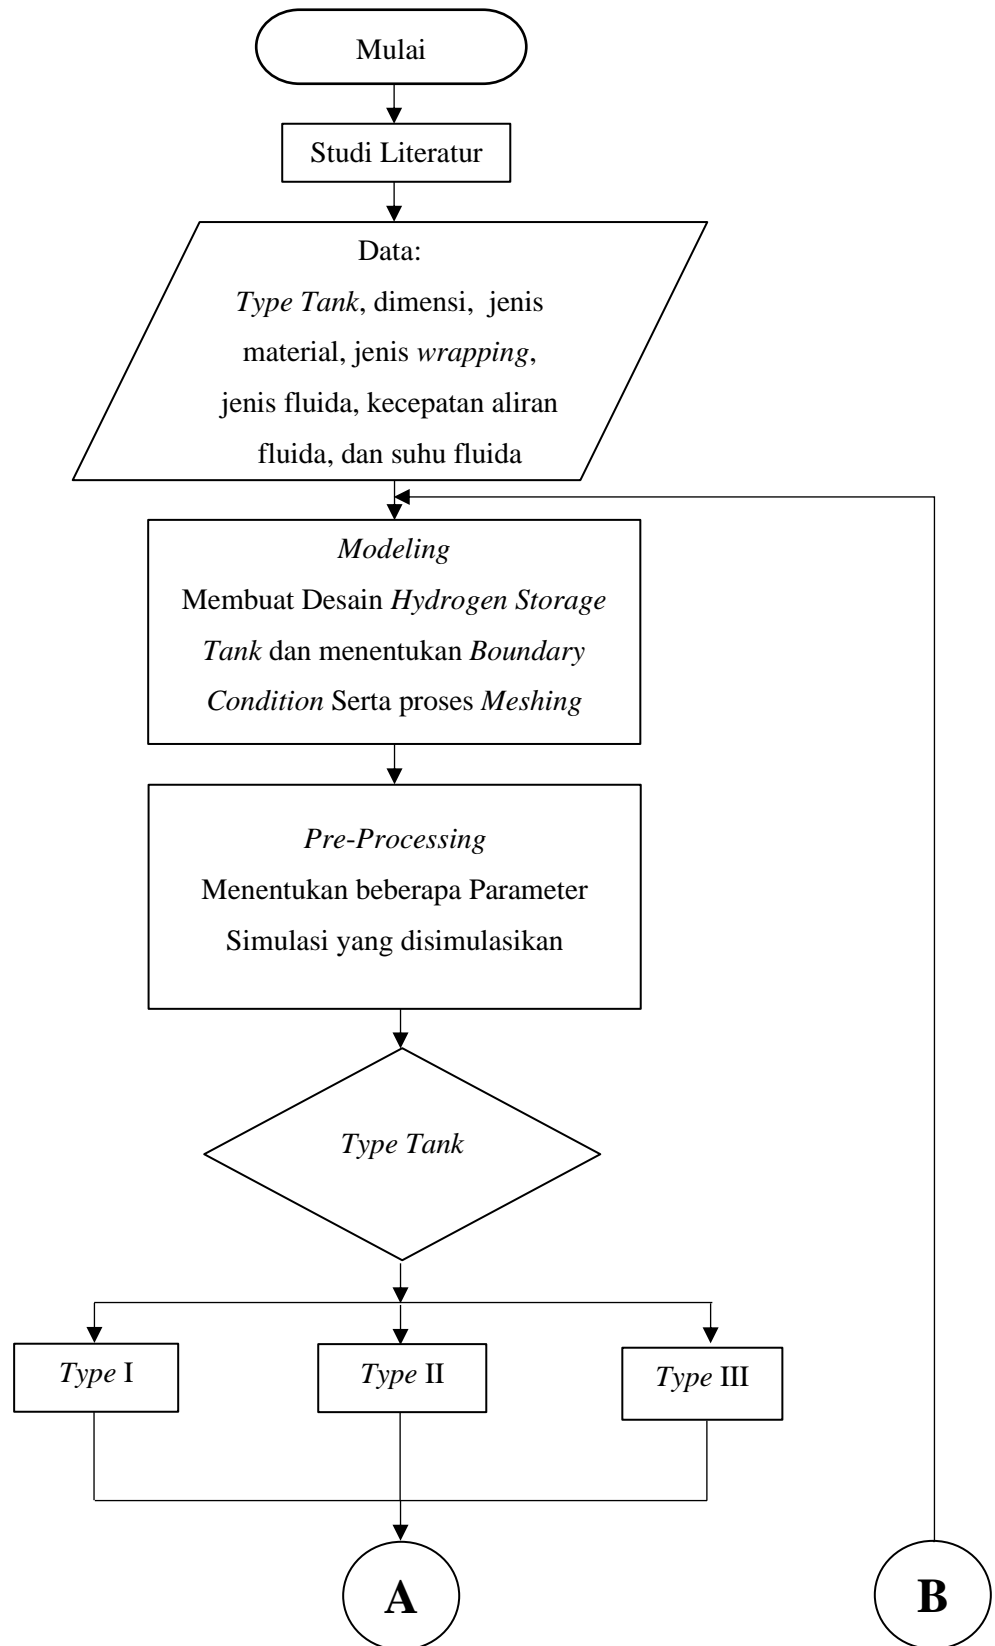 Mulai
Studi Literatur
Data:
Type Tank, dimensi, jenis
material, jenis wrapping,
jenis fluida, kecepatan aliran
fluida, dan suhu fluida
Modeling
Membuat Desain Hydrogen Storage
Tank dan menentukan Boundary
Condition Serta proses Meshing
Pre-Processing
Menentukan beberapa Parameter
Simulasi yang disimulasikan
Type Tank
Type I
Type II
Type III
A
B